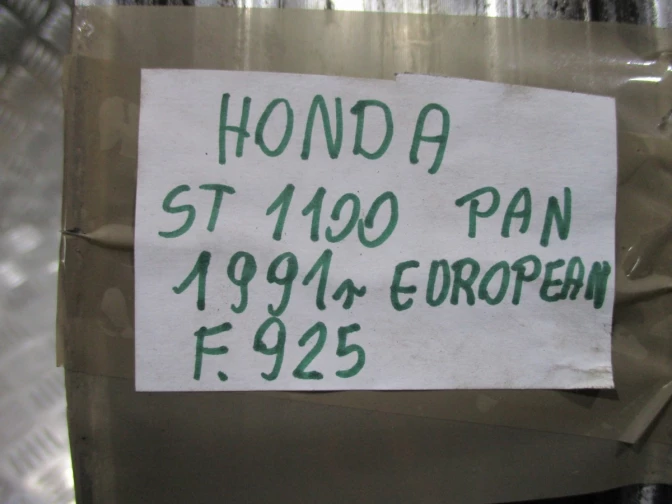 HONDA
ST 1100 PAN
1991r EUROPEAN
F. 925